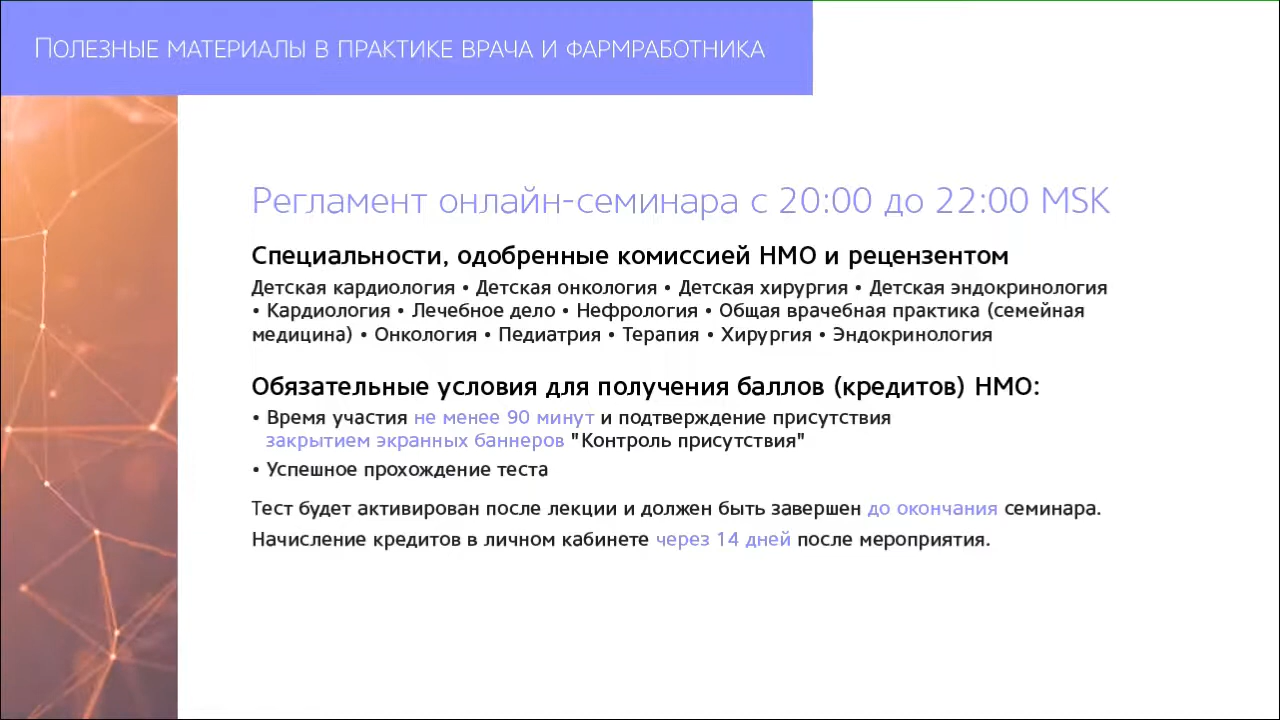 Полезные материалы в практике врача и фармработника
Регламент онлайн-семинара с 20:00 до 22:00 MSK
Специальности, одобренные комиссией НМО и рецензентом
Детская кардиология • Детская онкология • Детская хирургия • Детская эндокринология
• Кардиология • Лечебное дело • Нефрология • Общая врачебная практика (семейная
медицина) • Онкология • Педиатрия • Терапия • Хирургия • Эндокринология
Обязательные условия для получения баллов (кредитов) НМО:
• Время участия не менее 90 минут и подтверждение присутствия
закрытием экранных баннеров "Контроль присутствия"
• Успешное прохождение теста
Тест будет активирован после лекции и должен быть завершен до окончания семинара.
Начисление кредитов в личном кабинете через 14 дней после мероприятия.